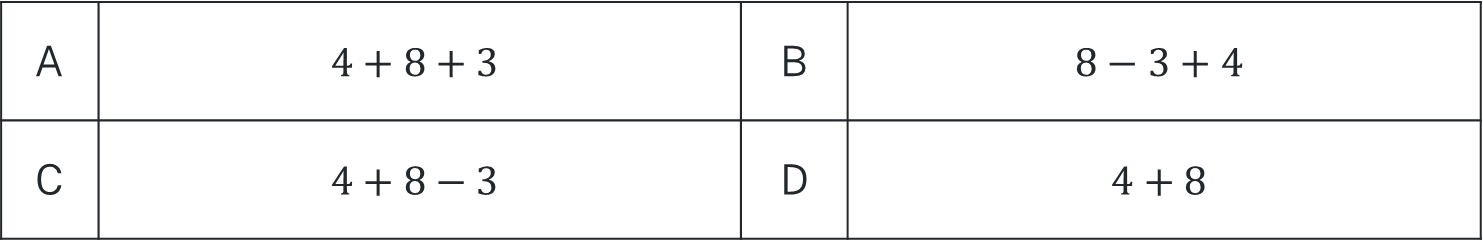 A 4 + 8 + 3 B 8 − 3 + 4
C 4 + 8 − 3 D 4 + 8